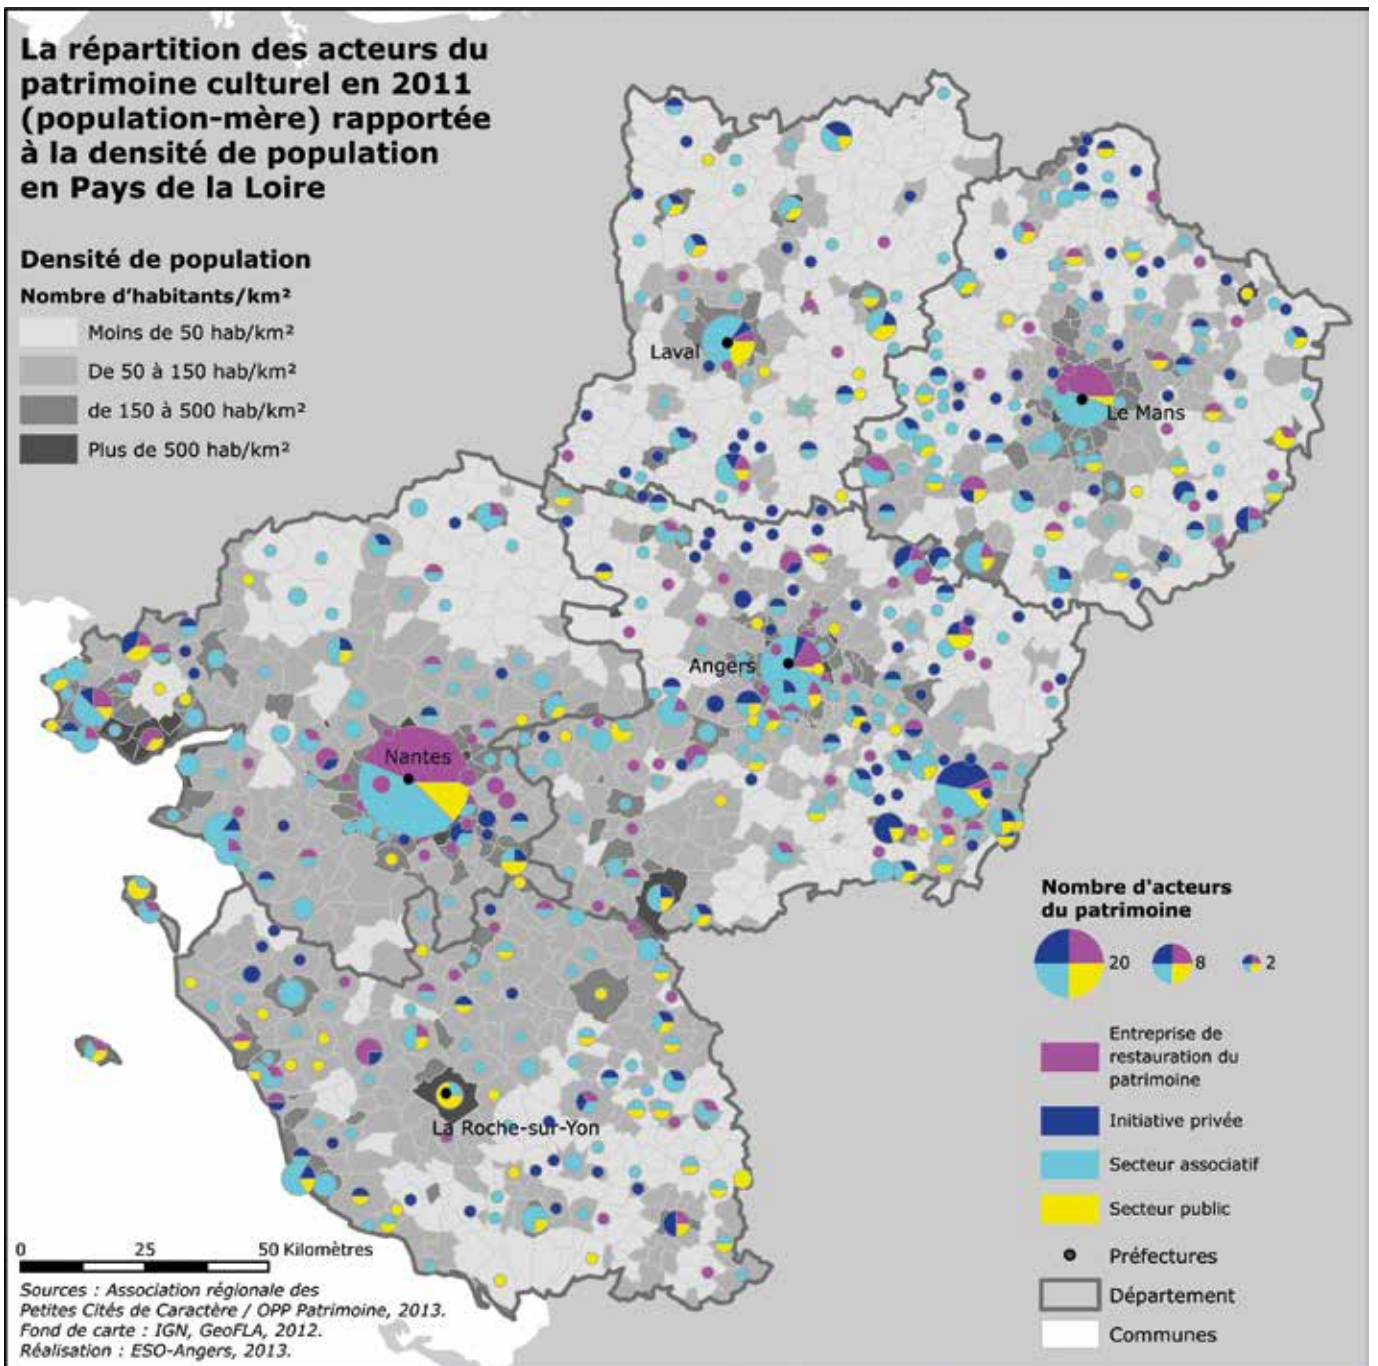 La répartition des acteurs du
patrimoine culturel en 2011
(population-mère) rapportée
à la densité de population
en Pays de la Loire
Densité de population
Nombre d'habitants/km²
Moins de 50 hab/km²
De 50 à 150 hab/km²
de 150 à 500 hab/km²
Plus de 500 hab/km²
Laval
Le Mans
Angers
Nantes
La Roche-sur-Yon
Nombre d'acteurs
du patrimoine
20
8
2
Entreprise de
restauration du
patrimoine
Initiative privée
Secteur associatif
Secteur public
Préfectures
Département
Communes
0 25 50 Kilomètres
Sources : Association régionale des
Petites Cités de Caractère / OPP Patrimoine, 2013.
Fond de carte : IGN, GeoFLA, 2012.
Réalisation : ESO-Angers, 2013.